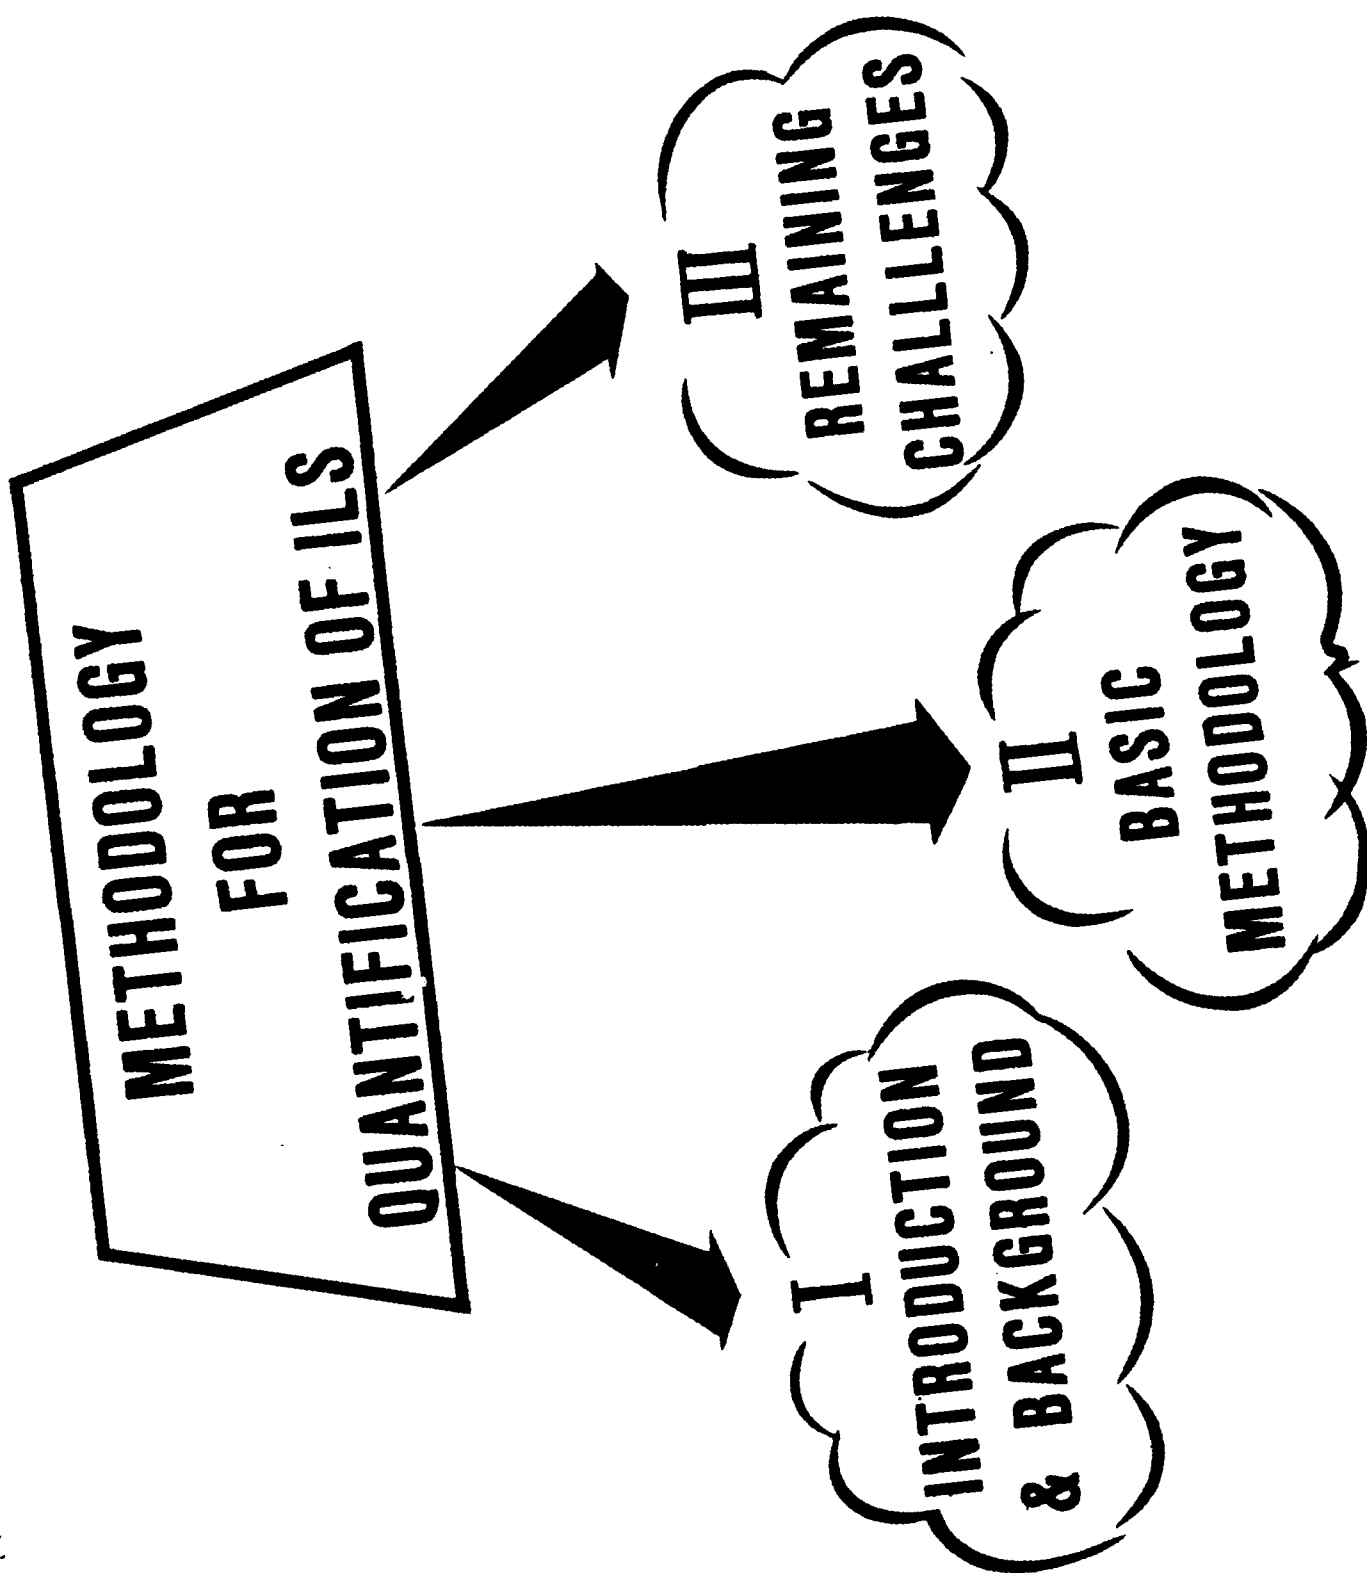 METHODOLOGY
FOR
QUANTIFICATION OF ILS
I
INTRODUCTION
& BACKGROUND
II
BASIC
METHODOLOGY
III
REMAINING
CHALLLENGES